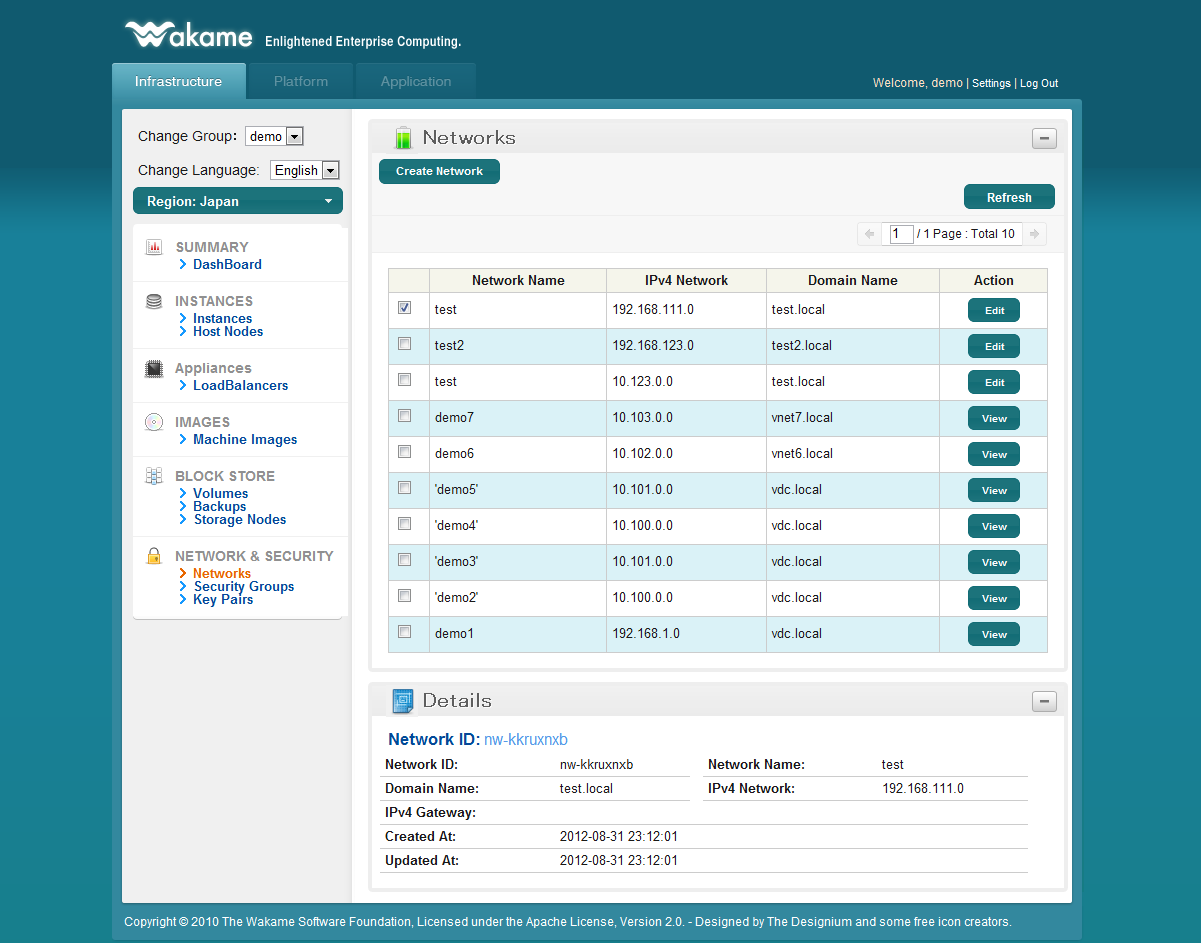 Wakame Enlightened Enterprise Computing.
Infrastructure Platform Application
Welcome, demo | Settings | Log Out
Change Group: demo
Change Language: English
Region: Japan
SUMMARY
DashBoard
INSTANCES
Instances
Host Nodes
Appliances
LoadBalancers
IMAGES
Machine Images
BLOCK STORE
Volumes
Backups
Storage Nodes
NETWORK & SECURITY
Networks
Security Groups
Key Pairs
Networks
Create Network
Refresh
1 / 1 Page : Total 10
Network Name IPv4 Network Domain Name Action
test 192.168.111.0 test.local Edit
test2 192.168.123.0 test2.local Edit
test 10.123.0.0 test.local Edit
demo7 10.103.0.0 vnet7.local View
demo6 10.102.0.0 vnet6.local View
'demo5' 10.101.0.0 vdc.local View
'demo4' 10.100.0.0 vdc.local View
'demo3' 10.101.0.0 vdc.local View
'demo2' 10.100.0.0 vdc.local View
demo1 192.168.1.0 vdc.local View
Details
Network ID: nw-kkruxnxb
Network ID: nw-kkruxnxb Network Name: test
Domain Name: test.local IPv4 Network: 192.168.111.0
IPv4 Gateway:
Created At: 2012-08-31 23:12:01
Updated At: 2012-08-31 23:12:01
Copyright © 2010 The Wakame Software Foundation, Licensed under the Apache License, Version 2.0. - Designed by The Designium and some free icon creators.